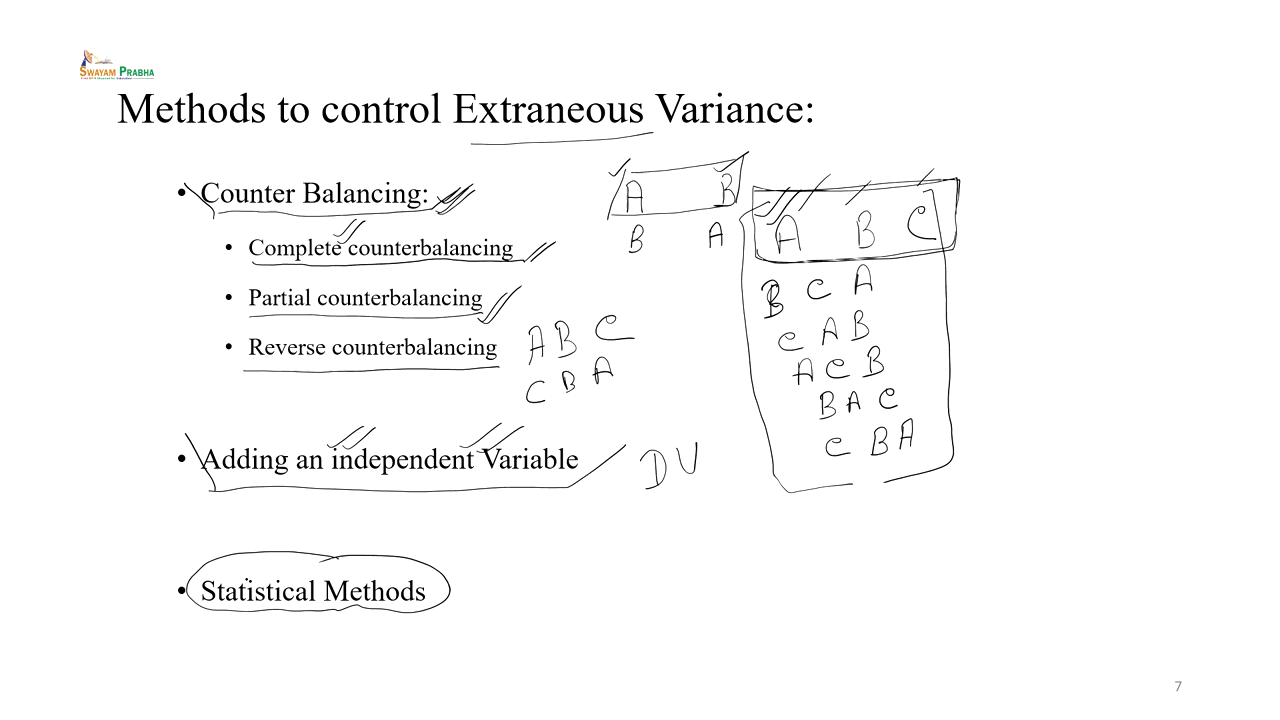 SWAYAM PRABHA
Methods to control Extraneous Variance:
• Counter Balancing:
• Complete counterbalancing
• Partial counterbalancing
• Reverse counterbalancing
• Adding an independent Variable
• Statistical Methods
A B
B A
A B C
B C A
C A B
A C B
B A C
C B A
A B C
C B A
DV
7